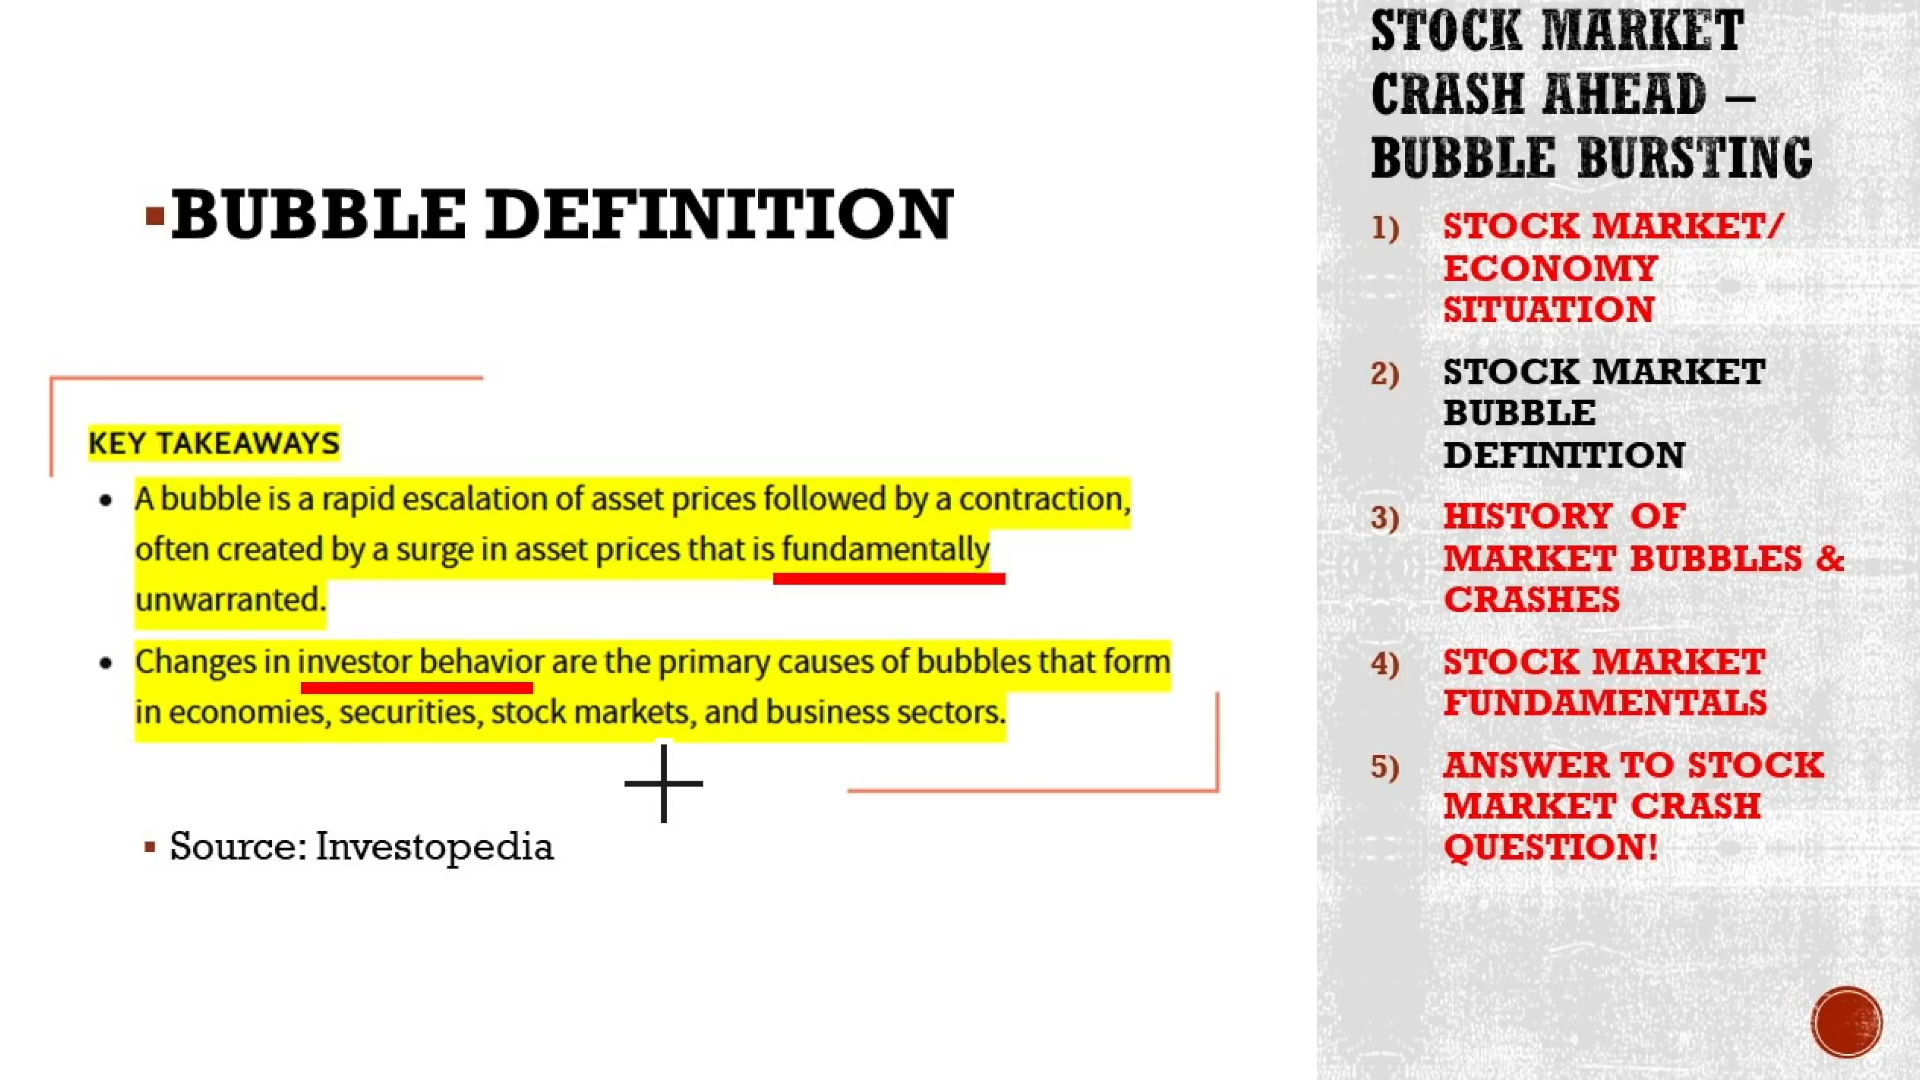 ▪BUBBLE DEFINITION
KEY TAKEAWAYS
• A bubble is a rapid escalation of asset prices followed by a contraction,
often created by a surge in asset prices that is fundamentally
unwarranted.
• Changes in investor behavior are the primary causes of bubbles that form
in economies, securities, stock markets, and business sectors.
▪ Source: Investopedia
STOCK MARKET
CRASH AHEAD –
BUBBLE BURSTING
1) STOCK MARKET/
ECONOMY
SITUATION
2) STOCK MARKET
BUBBLE
DEFINITION
3) HISTORY OF
MARKET BUBBLES &
CRASHES
4) STOCK MARKET
FUNDAMENTALS
5) ANSWER TO STOCK
MARKET CRASH
QUESTION!